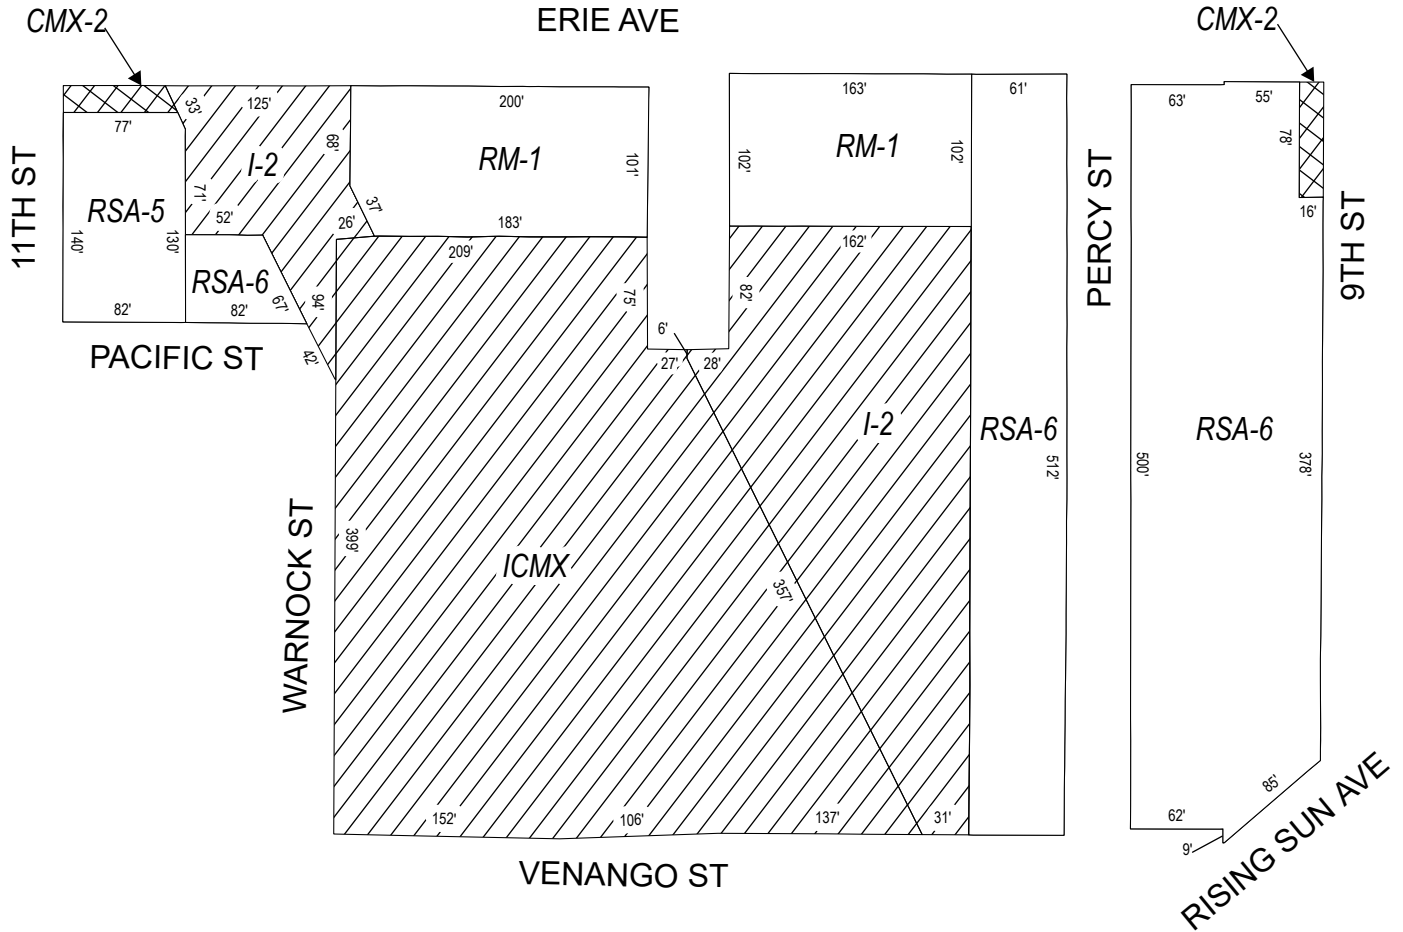 CMX-2
ERIE AVE
CMX-2
33'
125'
200'
163'
61'
63'
55'
77'
68'
101'
102'
102'
78'
11TH ST
RSA-5
I-2
RM-1
RM-1
PERCY ST
16'
9TH ST
71'
52'
37'
26'
183'
140'
130'
209'
162'
RSA-6
82'
82'
67'
94'
75'
82'
6'
42'
27'
28'
PACIFIC ST
I-2
RSA-6
RSA-6
512'
500'
378'
WARNOCK ST
399'
ICMX
357'
85'
152'
106'
137'
31'
62'
9'
VENANGO ST
RISING SUN AVE